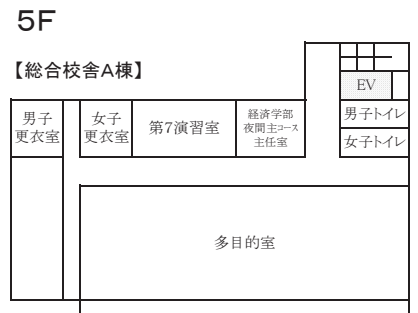 5F
【総合校舎A棟】
EV
男子
更衣室
女子
更衣室
第7演習室
経済学部
夜間主コース
主任室
男子トイレ
女子トイレ
多目的室